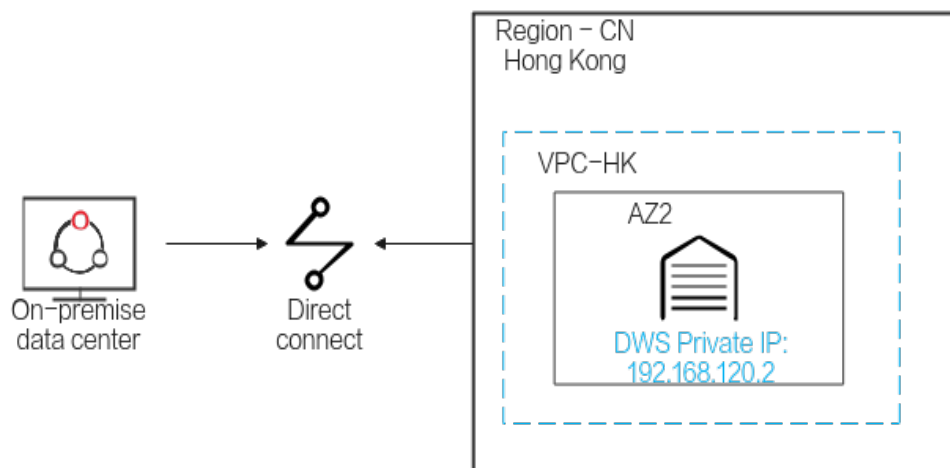 Region - CN
Hong Kong
VPC-HK
AZ2
DWS Private IP:
192.168.120.2
On-premise
data center
Direct
connect